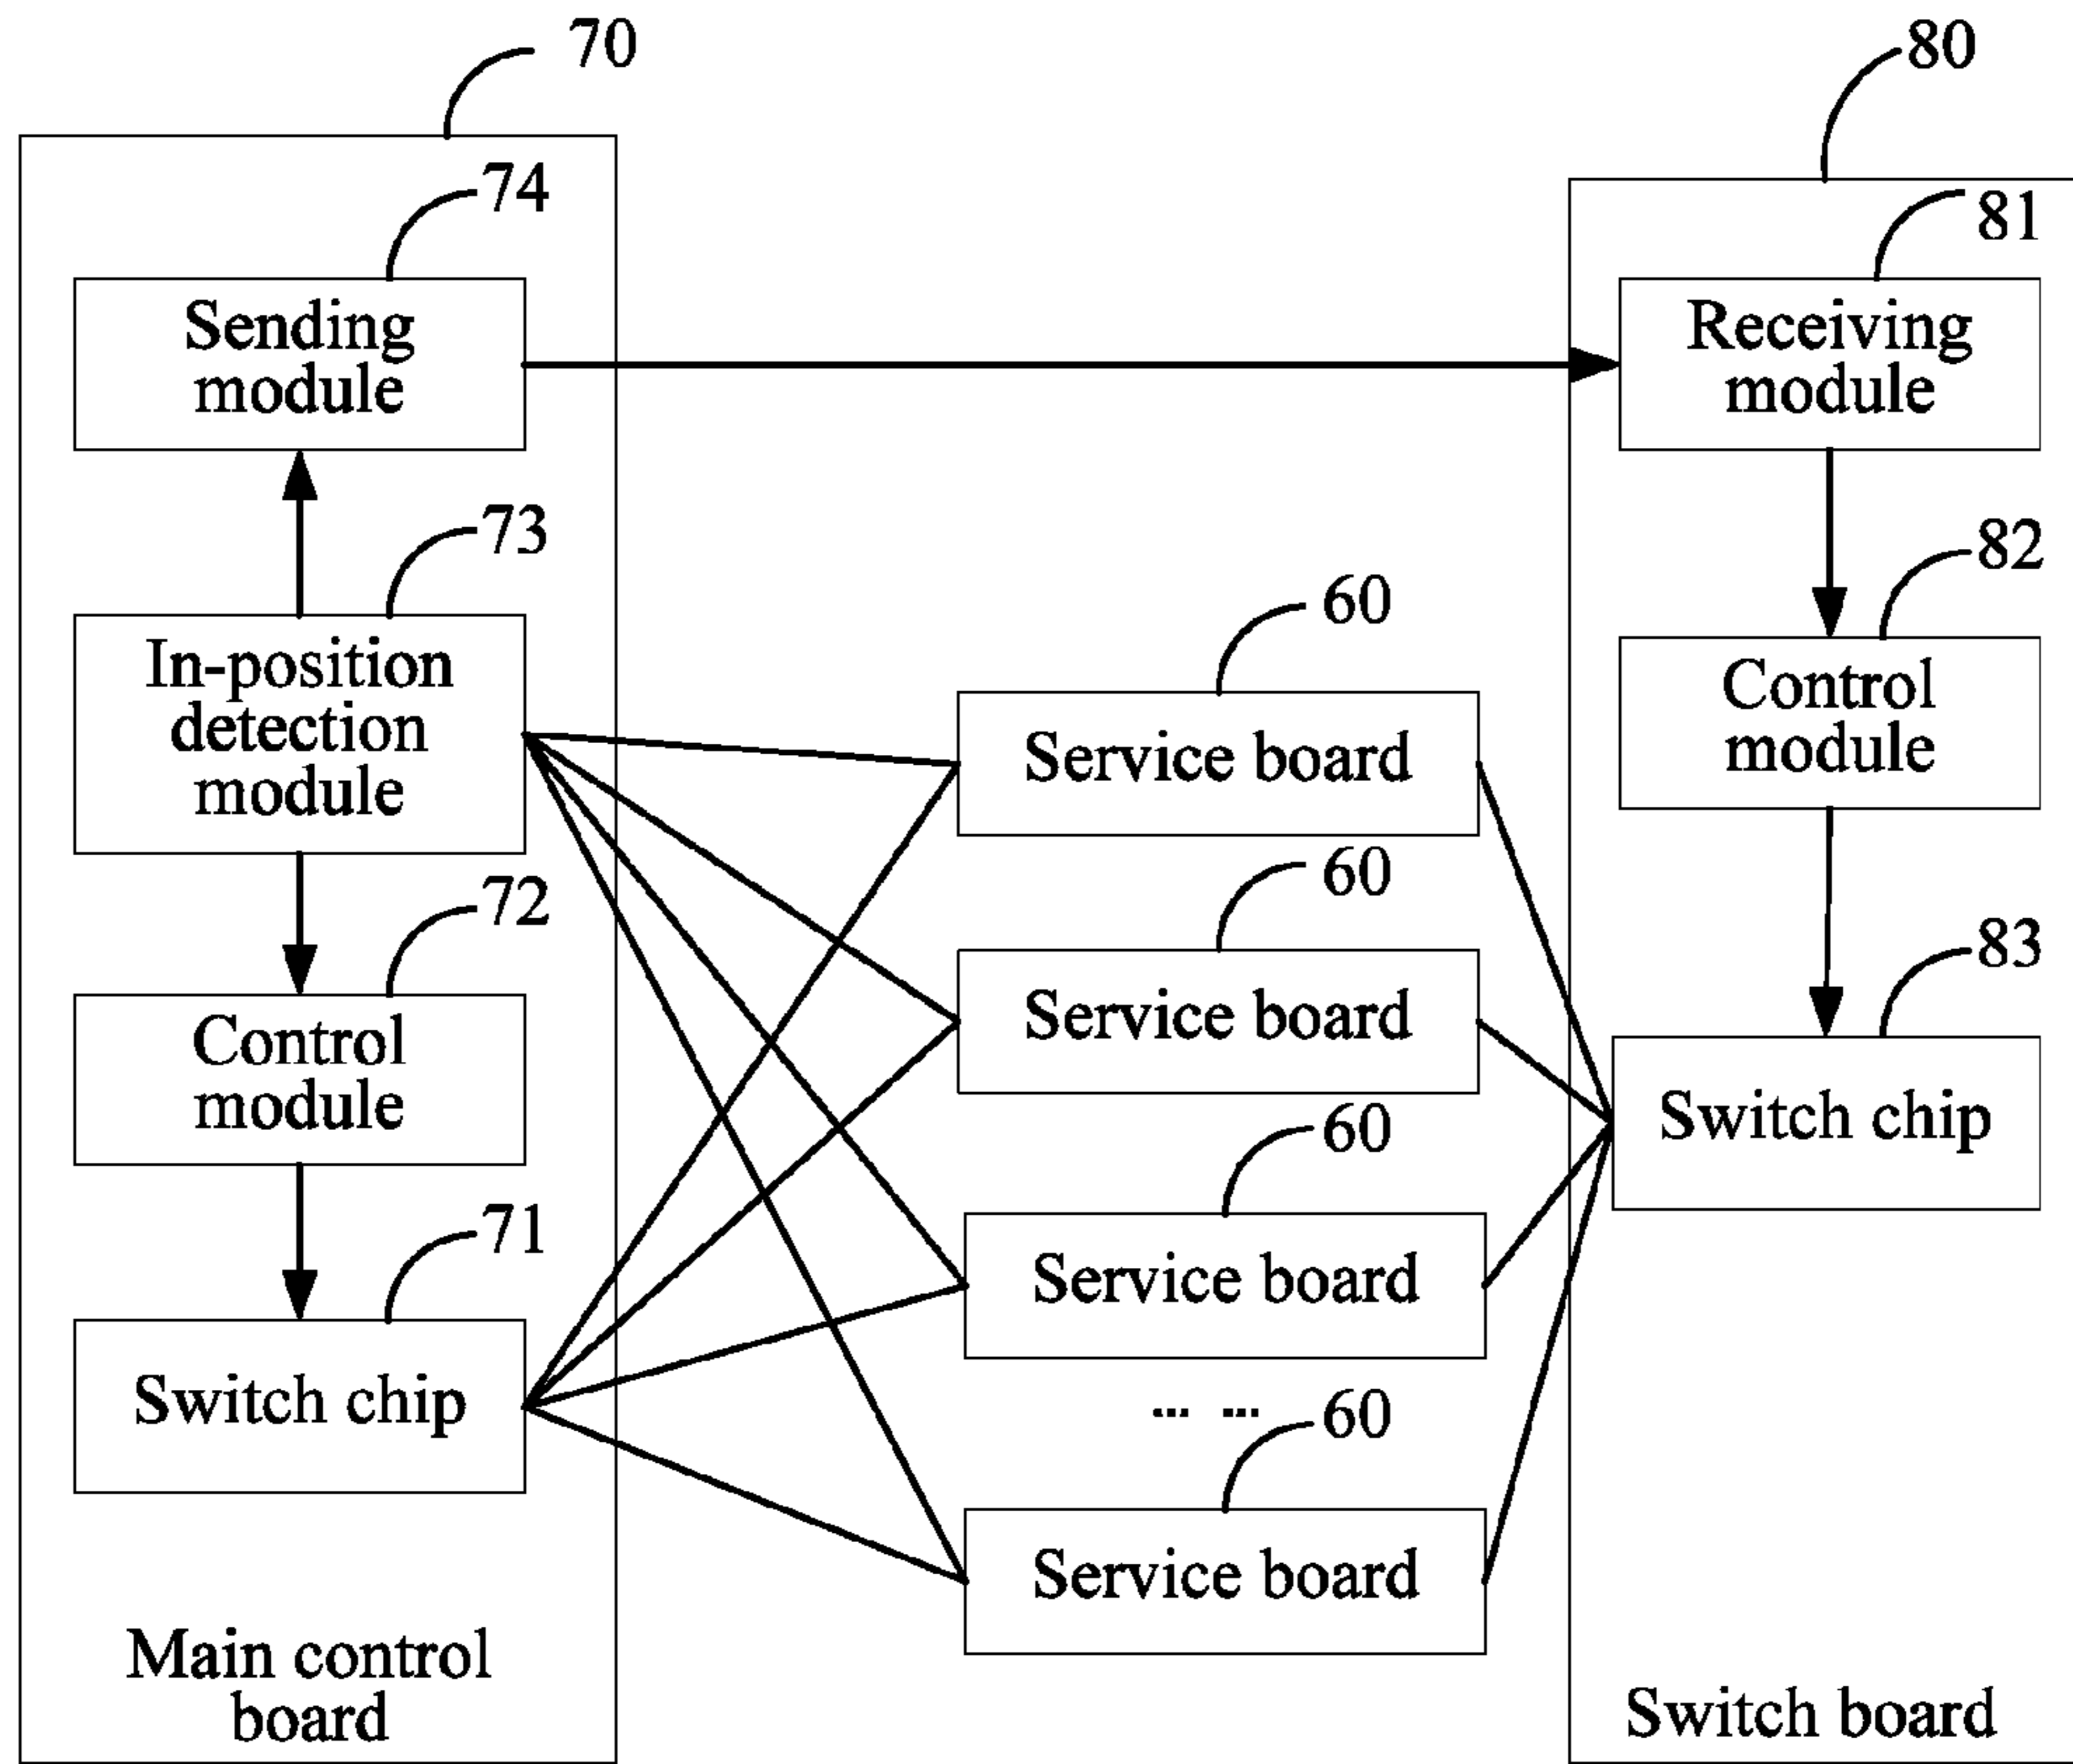 70
74
Sending
module
73
In-position
detection
module
72
Control
module
71
Switch chip
Main control
board
60
Service board
60
Service board
60
Service board
... ...
60
Service board
80
81
Receiving
module
82
Control
module
83
Switch chip
Switch board